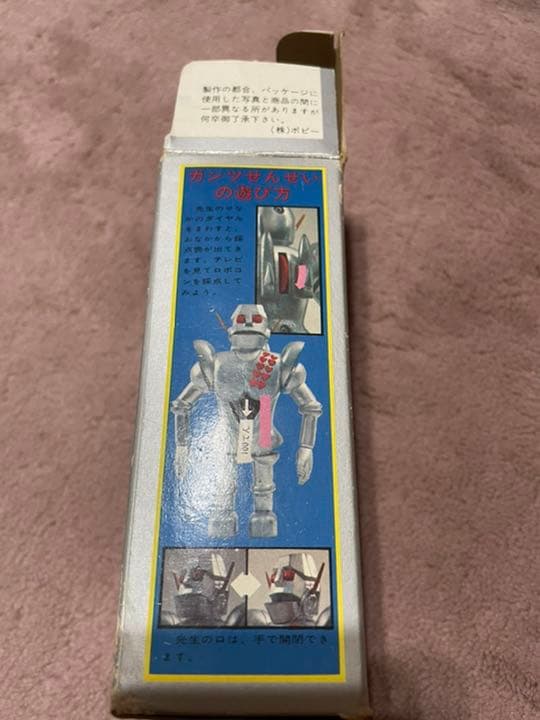 製作の都合、パッケージに
使用した写真と商品の間に
一部異なる所がありますが
何卒御了承下さい。
(株)ポピー
ガンツせんせい
の遊び方
先生のせな
かのダイヤル
をまわすと、
おなかから採
点票が出てき
ます。テレビ
を見てロボコ
ンを採点して
みよう。
先生の口は、手で開閉でき
ます。